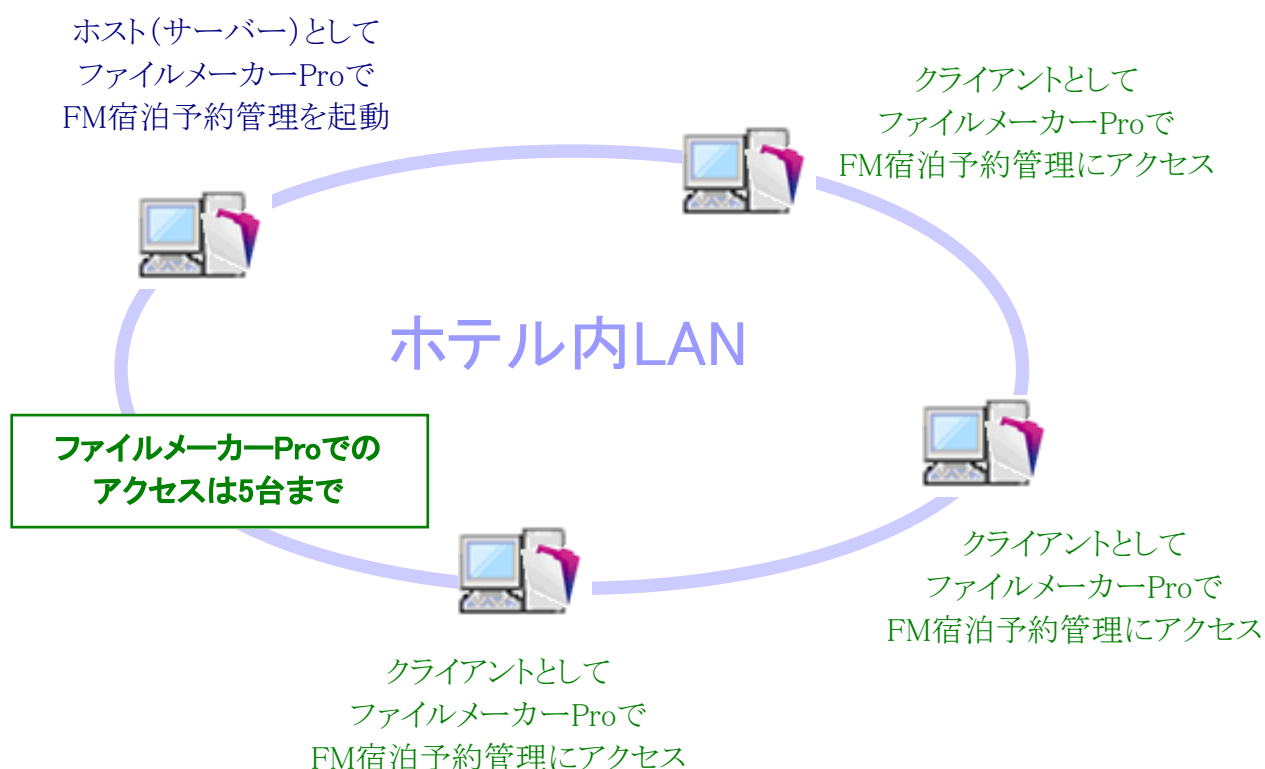 ホスト(サーバー)として
ファイルメーカーProで
FM宿泊予約管理を起動
クライアントとして
ファイルメーカーProで
FM宿泊予約管理にアクセス
ホテル内LAN
ファイルメーカーProでの
アクセスは5台まで
クライアントとして
ファイルメーカーProで
FM宿泊予約管理にアクセス
クライアントとして
ファイルメーカーProで
FM宿泊予約管理にアクセス